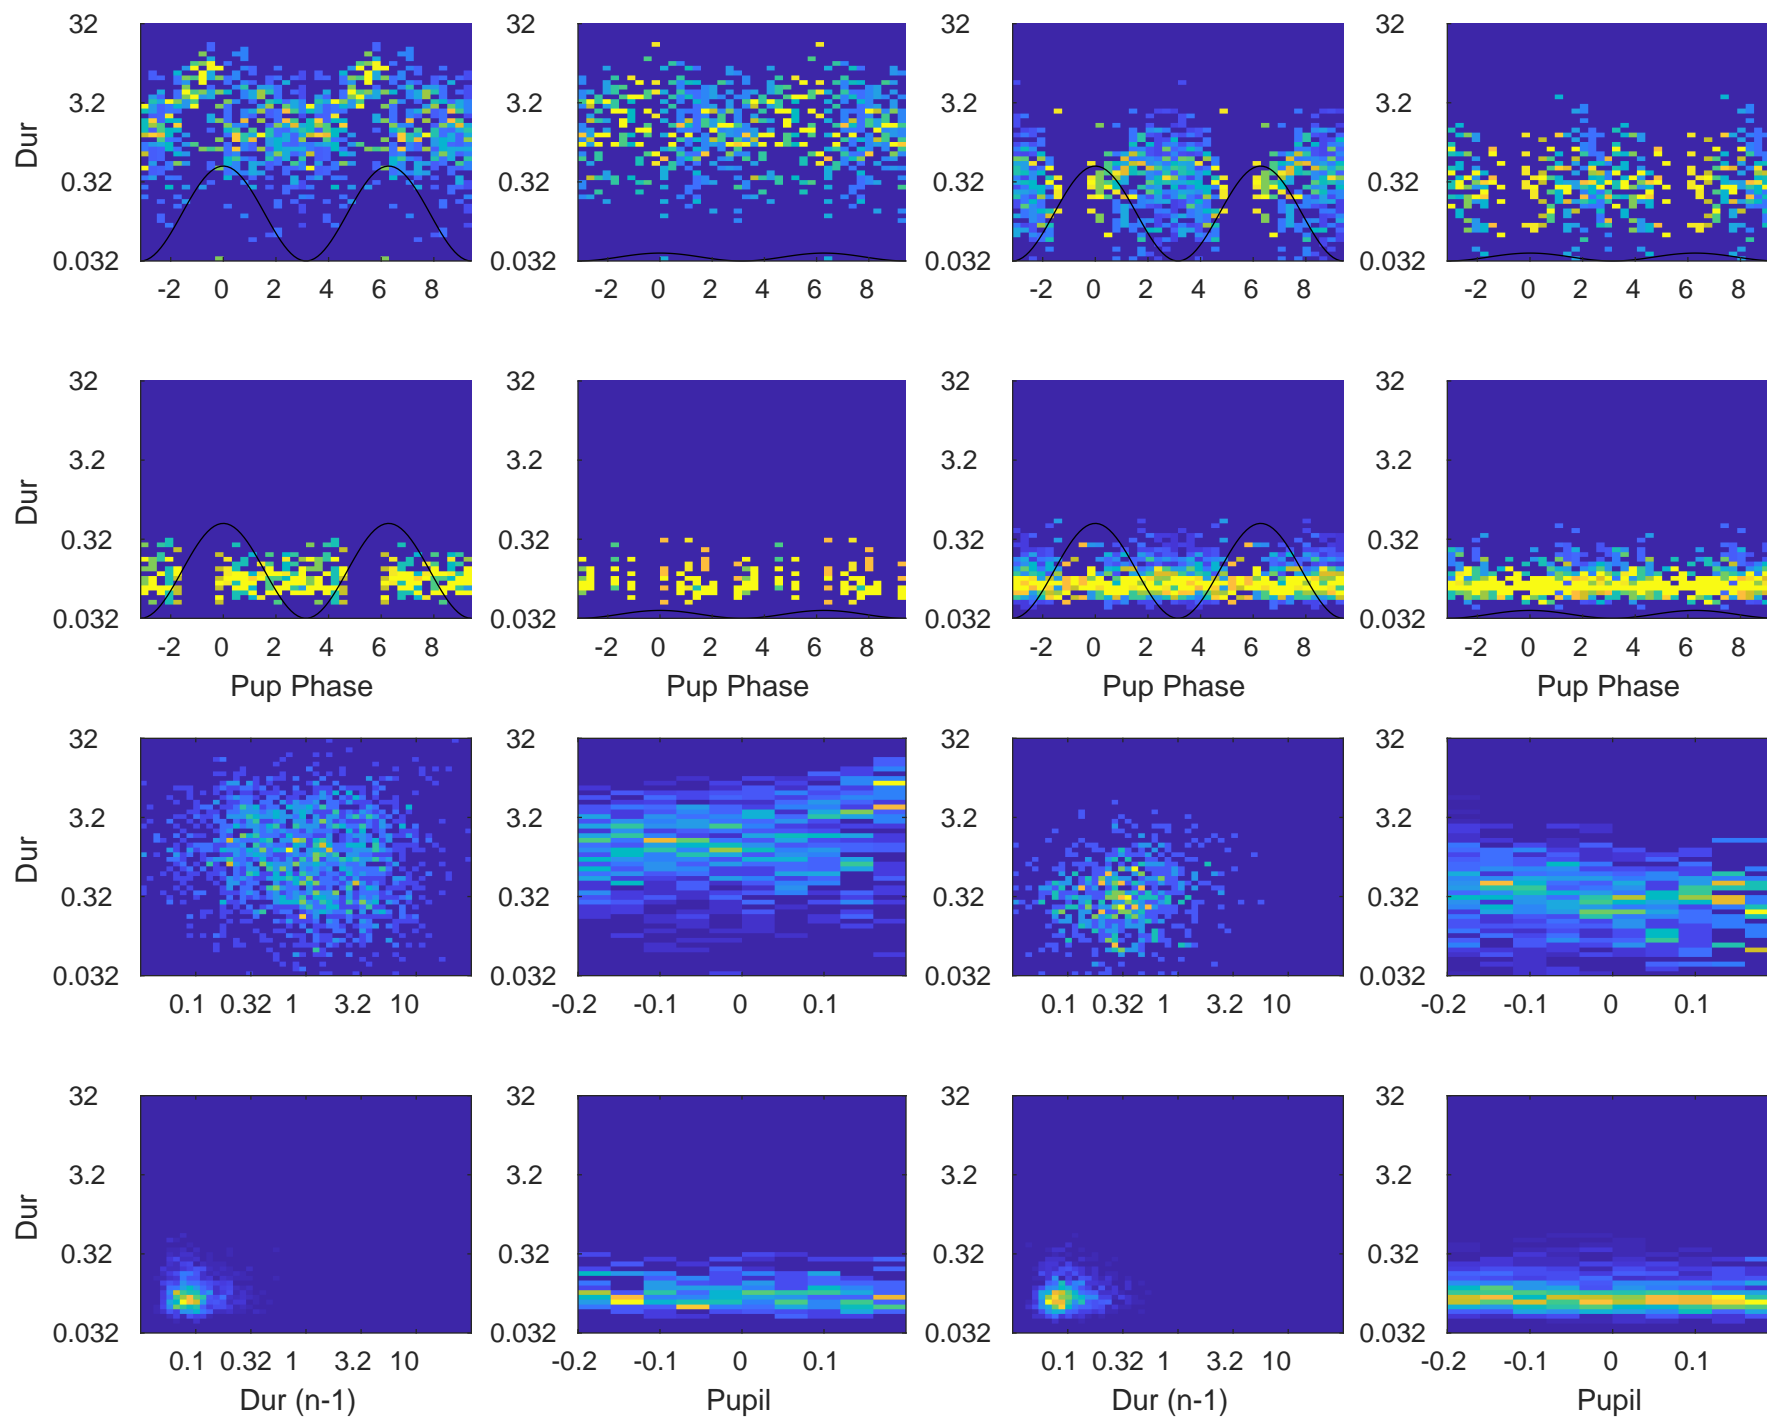 32 32 32 32
3.2 3.2 3.2 3.2
Dur
0.32 0.32 0.32 0.32
0.032 0.032 0.032 0.032
-2 0 2 4 6 8 -2 0 2 4 6 8 -2 0 2 4 6 8 -2 0 2 4 6 8
32 32 32 32
3.2 3.2 3.2 3.2
Dur
0.32 0.32 0.32 0.32
0.032 0.032 0.032 0.032
-2 0 2 4 6 8 -2 0 2 4 6 8 -2 0 2 4 6 8 -2 0 2 4 6 8
Pup Phase Pup Phase Pup Phase Pup Phase
32 32 32 32
3.2 3.2 3.2 3.2
Dur
0.32 0.32 0.32 0.32
0.032 0.032 0.032 0.032
0.1 0.32 1 3.2 10 -0.2 -0.1 0 0.1 0.1 0.32 1 3.2 10 -0.2 -0.1 0 0.1
32 32 32 32
3.2 3.2 3.2 3.2
Dur
0.32 0.32 0.32 0.32
0.032 0.032 0.032 0.032
0.1 0.32 1 3.2 10 -0.2 -0.1 0 0.1 0.1 0.32 1 3.2 10 -0.2 -0.1 0 0.1
Dur (n-1) Pupil Dur (n-1) Pupil